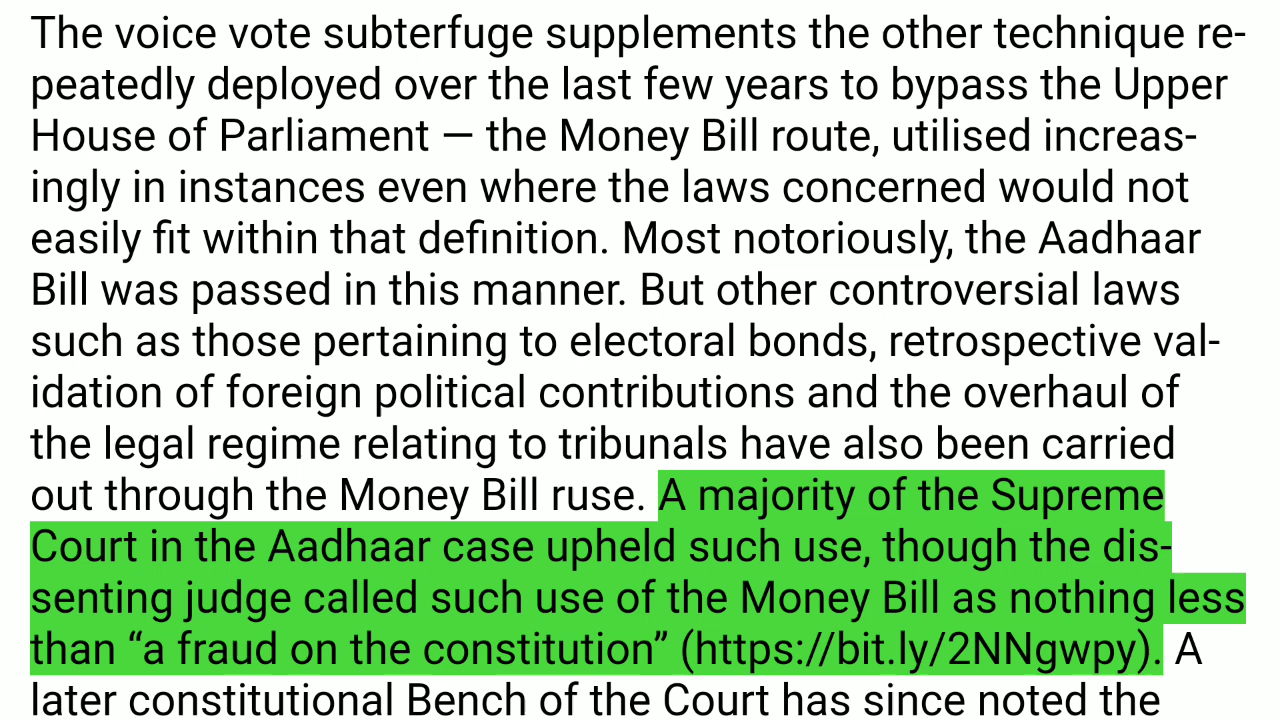 The voice vote subterfuge supplements the other technique re-
peatedly deployed over the last few years to bypass the Upper
House of Parliament — the Money Bill route, utilised increas-
ingly in instances even where the laws concerned would not
easily fit within that definition. Most notoriously, the Aadhaar
Bill was passed in this manner. But other controversial laws
such as those pertaining to electoral bonds, retrospective val-
idation of foreign political contributions and the overhaul of
the legal regime relating to tribunals have also been carried
out through the Money Bill ruse. A majority of the Supreme
Court in the Aadhaar case upheld such use, though the dis-
senting judge called such use of the Money Bill as nothing less
than “a fraud on the constitution” (https://bit.ly/2NNgwpy). A
later constitutional Bench of the Court has since noted the